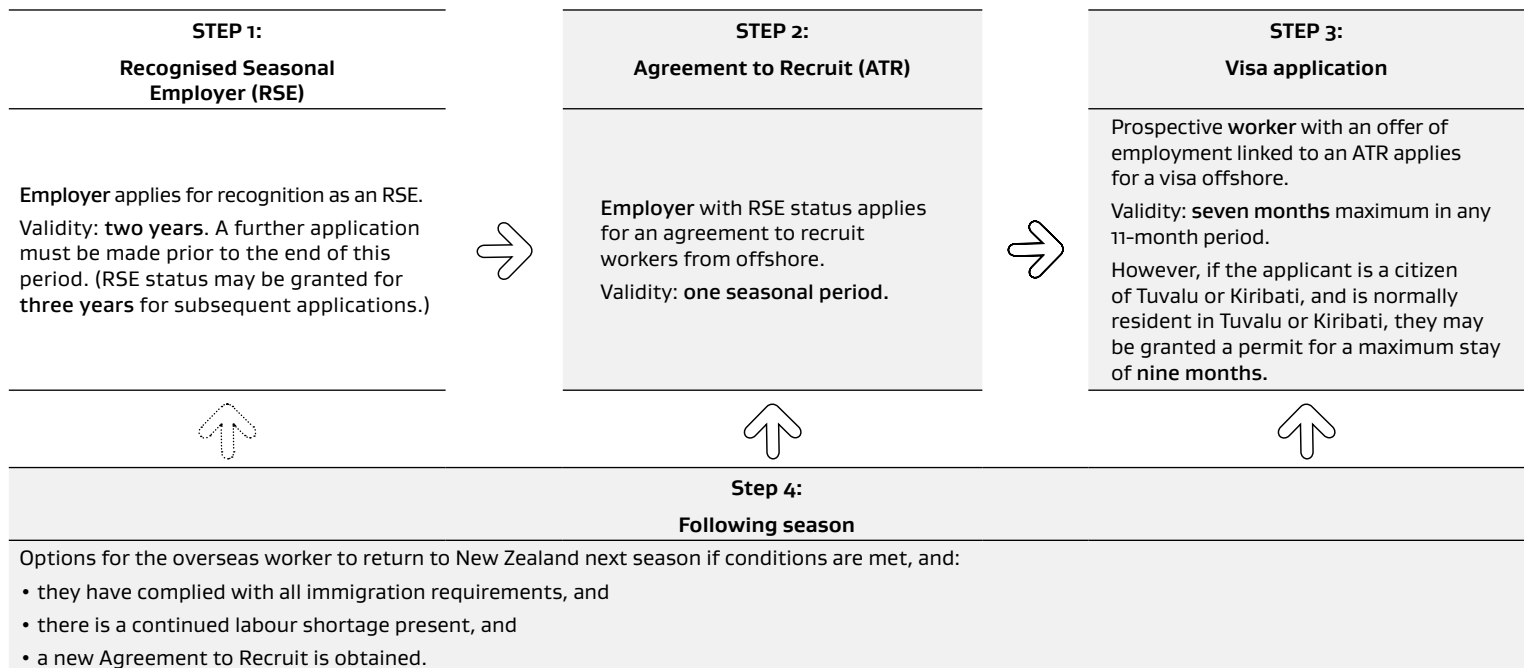 STEP 1:
Recognised Seasonal
Employer (RSE)
Employer applies for recognition as an RSE.
Validity: two years. A further application
must be made prior to the end of this
period. (RSE status may be granted for
three years for subsequent applications.)
STEP 2:
Agreement to Recruit (ATR)
Employer with RSE status applies
for an agreement to recruit
workers from offshore.
Validity: one seasonal period.
STEP 3:
Visa application
Prospective worker with an offer of
employment linked to an ATR applies
for a visa offshore.
Validity: seven months maximum in any
11-month period.
However, if the applicant is a citizen
of Tuvalu or Kiribati, and is normally
resident in Tuvalu or Kiribati, they may
be granted a permit for a maximum stay
of nine months.
Step 4:
Following season
Options for the overseas worker to return to New Zealand next season if conditions are met, and:
• they have complied with all immigration requirements, and
• there is a continued labour shortage present, and
• a new Agreement to Recruit is obtained.